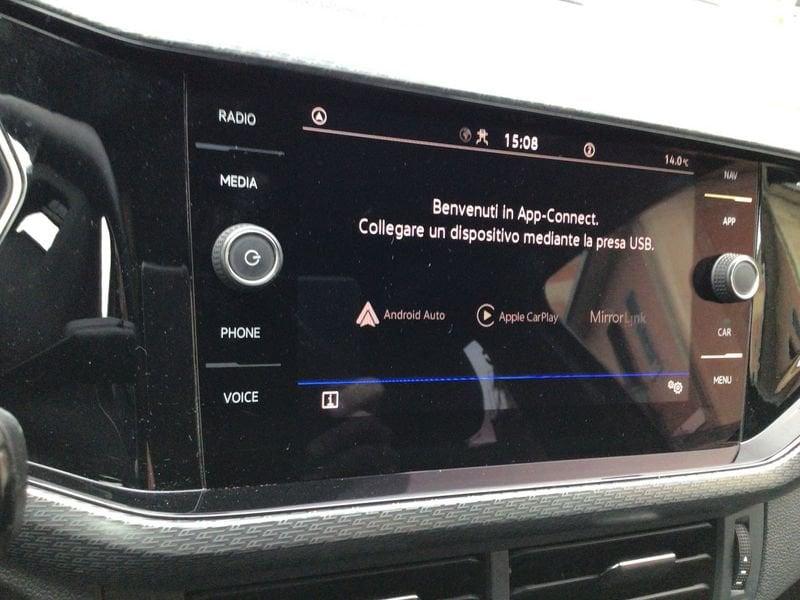 RADIO
MEDIA
PHONE
VOICE
15:08
14.0°C
Benvenuti in App-Connect.
Collegare un dispositivo mediante la presa USB.
Android Auto
Apple CarPlay
MirrorLink
NAV
APP
CAR
MENU